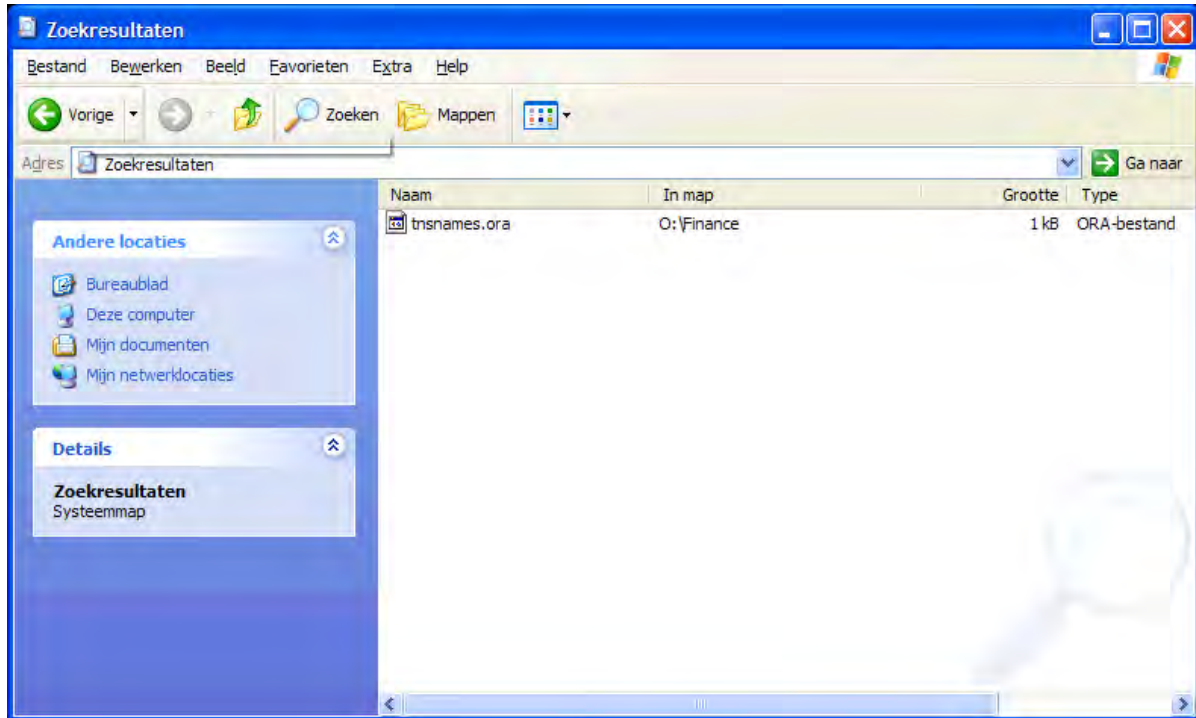 Zoekresultaten
Bestand Bewerken Beeld Favorieten Extra Help
Vorige Zoeken Mappen
Adres Zoekresultaten Ga naar
Naam In map Grootte Type
tnsnames.ora O:\Finance 1 kB ORA-bestand
Andere locaties
Bureaublad
Deze computer
Mijn documenten
Mijn netwerklocaties
Details
Zoekresultaten
Systeemmap